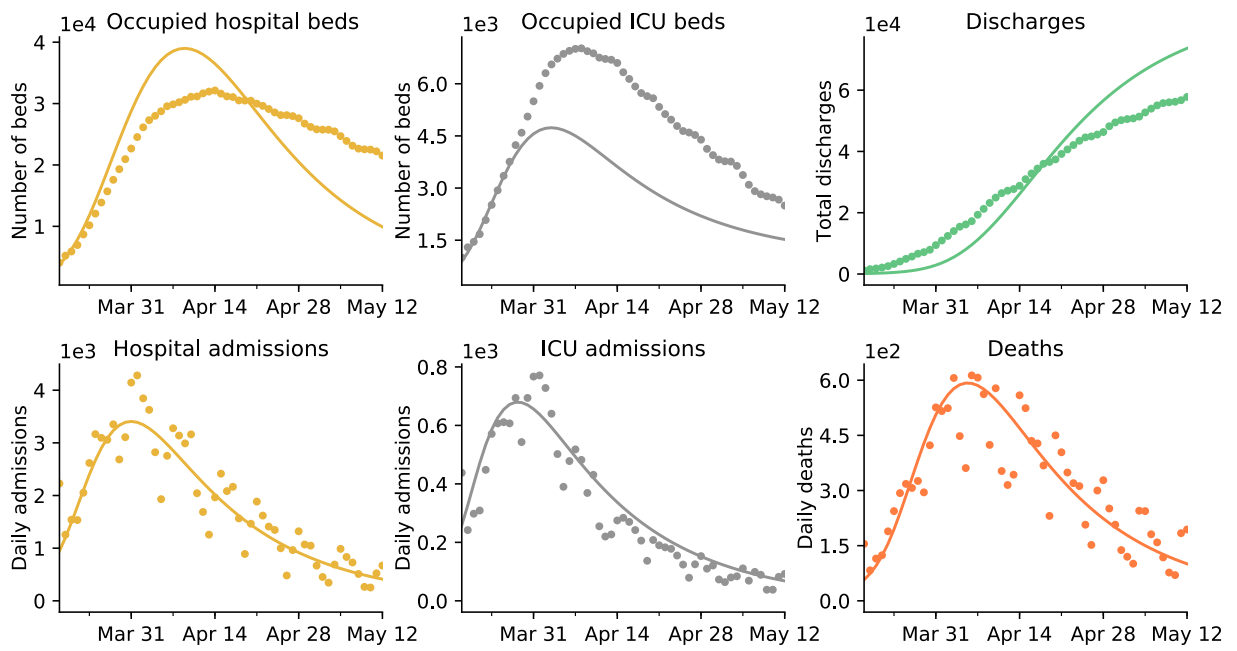 1e4 Occupied hospital beds
Number of beds
4
3
2
1
Mar 31 Apr 14 Apr 28 May 12
1e3 Occupied ICU beds
Number of beds
6.0
4.5
3.0
1.5
Mar 31 Apr 14 Apr 28 May 12
1e4 Discharges
Total discharges
6
4
2
0
Mar 31 Apr 14 Apr 28 May 12
1e3 Hospital admissions
Daily admissions
4
3
2
1
0
Mar 31 Apr 14 Apr 28 May 12
1e3 ICU admissions
Daily admissions
0.8
0.6
0.4
0.2
0.0
Mar 31 Apr 14 Apr 28 May 12
1e2 Deaths
Daily deaths
6.0
4.5
3.0
1.5
0.0
Mar 31 Apr 14 Apr 28 May 12